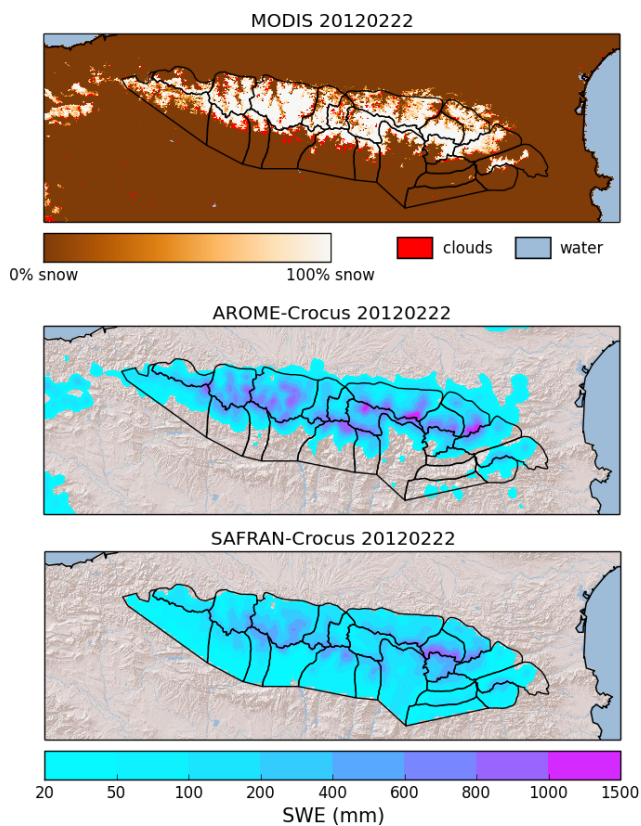 MODIS 20120222
0% snow 100% snow clouds water
AROME-Crocus 20120222
SAFRAN-Crocus 20120222
20 50 100 200 400 600 800 1000 1500
SWE (mm)